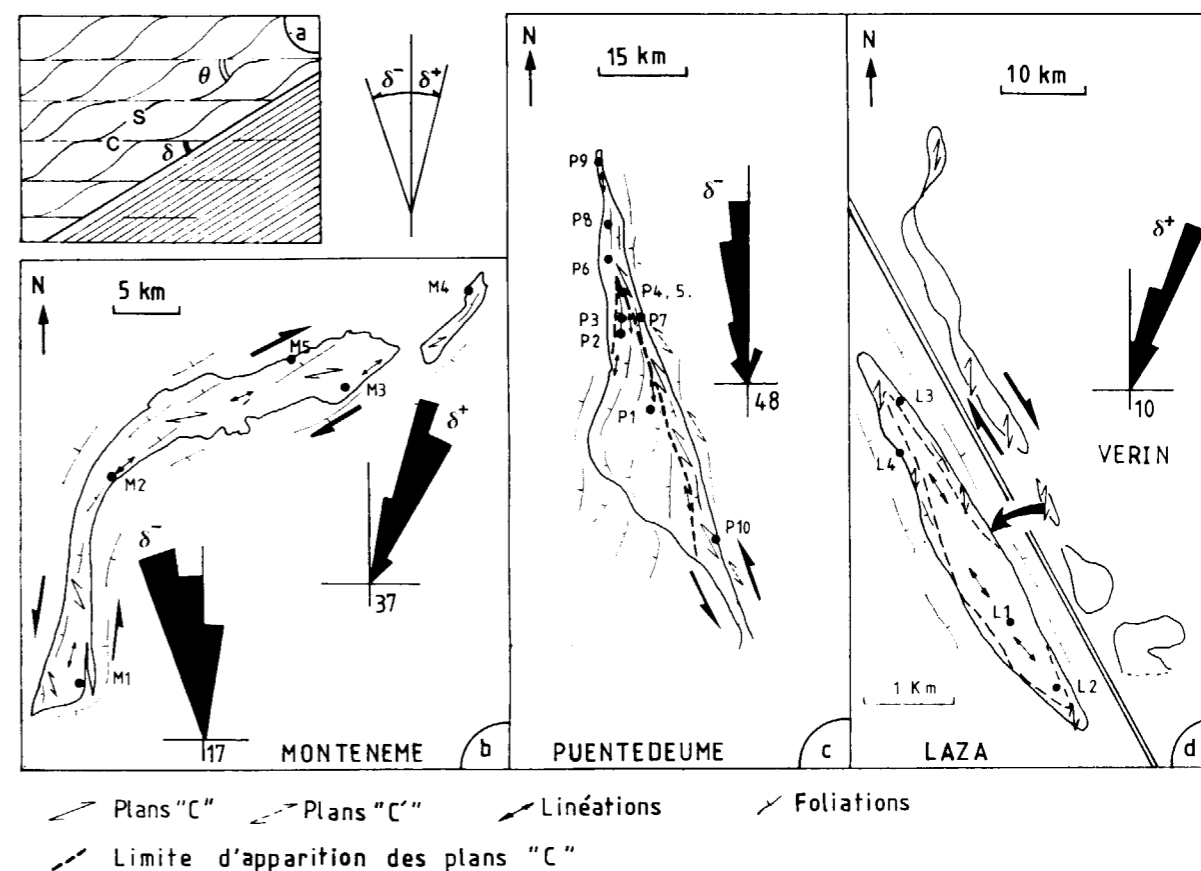 a
θ
S
C
δ
δ⁻ δ⁺
N
5 km
M4
M5
M3
M2
δ⁺
37
δ⁻
M1
17
MONTENEME
b
N
15 km
P9
P8
P6
P4, 5.
P3
P7
P2
P1
P10
δ⁻
48
PUENTEDEUME
c
N
10 km
δ⁺
10
VERIN
L3
L4
L1
L2
1 Km
LAZA
d
Plans "C"
Plans "C'"
Linéations
Foliations
Limite d'apparition des plans "C"